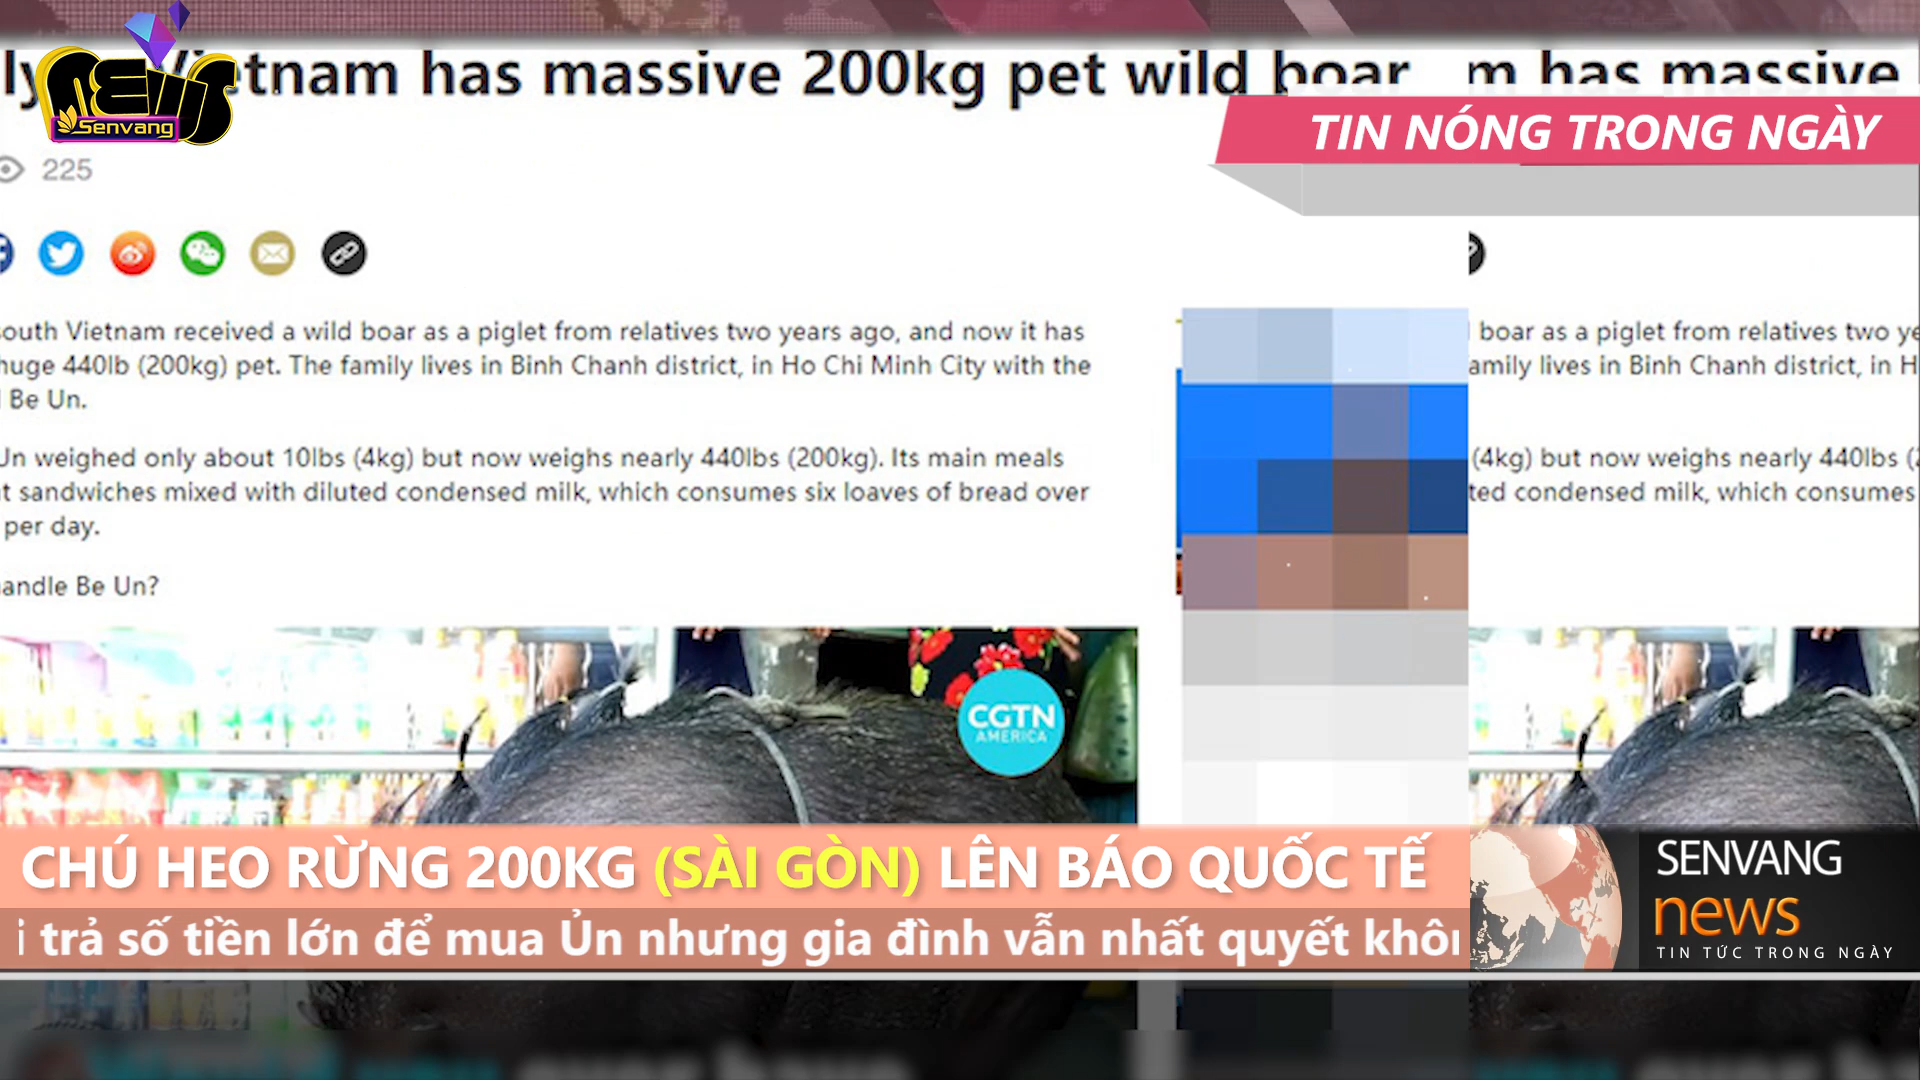 Vietnam has massive 200kg pet wild boar
m has massive
NEWS
Senvang
TIN NÓNG TRONG NGÀY
225
south Vietnam received a wild boar as a piglet from relatives two years ago, and now it has
huge 440lb (200kg) pet. The family lives in Binh Chanh district, in Ho Chi Minh City with the
Be Un.
Un weighed only about 10lbs (4kg) but now weighs nearly 440lbs (200kg). Its main meals
sandwiches mixed with diluted condensed milk, which consumes six loaves of bread over
per day.
handle Be Un?
boar as a piglet from relatives two
family lives in Binh Chanh district, in
(4kg) but now weighs nearly 440lbs
condensed milk, which consumes
CGTN
AMERICA
CHÚ HEO RỪNG 200KG (SÀI GÒN) LÊN BÁO QUỐC TẾ
i trả số tiền lớn để mua Ủn nhưng gia đình vẫn nhất quyết khôn
SENVANG
news
TIN TỨC TRONG NGÀY